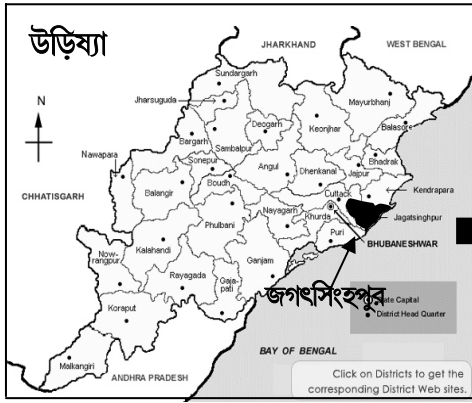 উড়িষ্যা
JHARKHAND
WEST BENGAL
Sundargarh
N
Jharsuguda
Mayurbhanj
Deogarh
Keonjhar
Balasore
Bargarh
Sambalpur
Nawapara
Sonepur
Angul
Bhadrak
Dhenkanal
Jajpur
CHHATISGARH
Balangir
Boudh
Kendrapara
Cuttack
Phulbani
Nayagarh
Khurda
Jagatsinghpur
Puri
BHUBANESHWAR
Kalahandi
Now-
rangpur
Ganjam
Rayagada
Gaja-
pati
জগৎসিংহপুর
State Capital
District Head Quarter
Koraput
Malkangiri
BAY OF BENGAL
ANDHRA PRADESH
Click on Districts to get the
corresponding District Web sites.